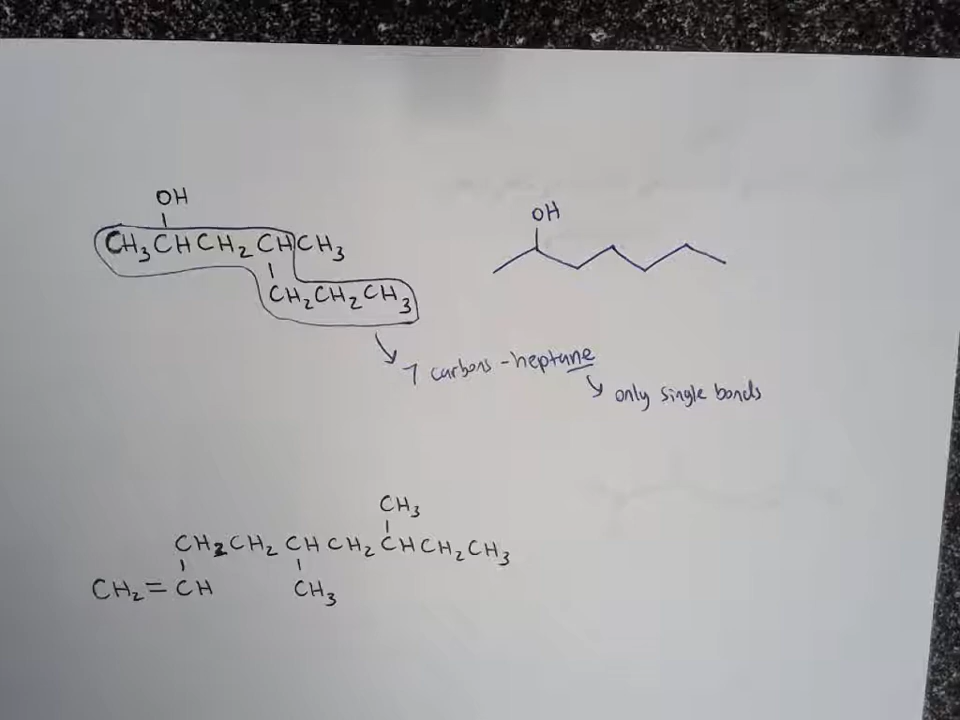 OH
CH₃CHCH₂CHCH₃
CH₂CH₂CH₃
OH
7 carbons - heptane
only single bonds
CH₃
CH₂CH₂CHCH₂CHCH₂CH₃
CH₂=CH
CH₃